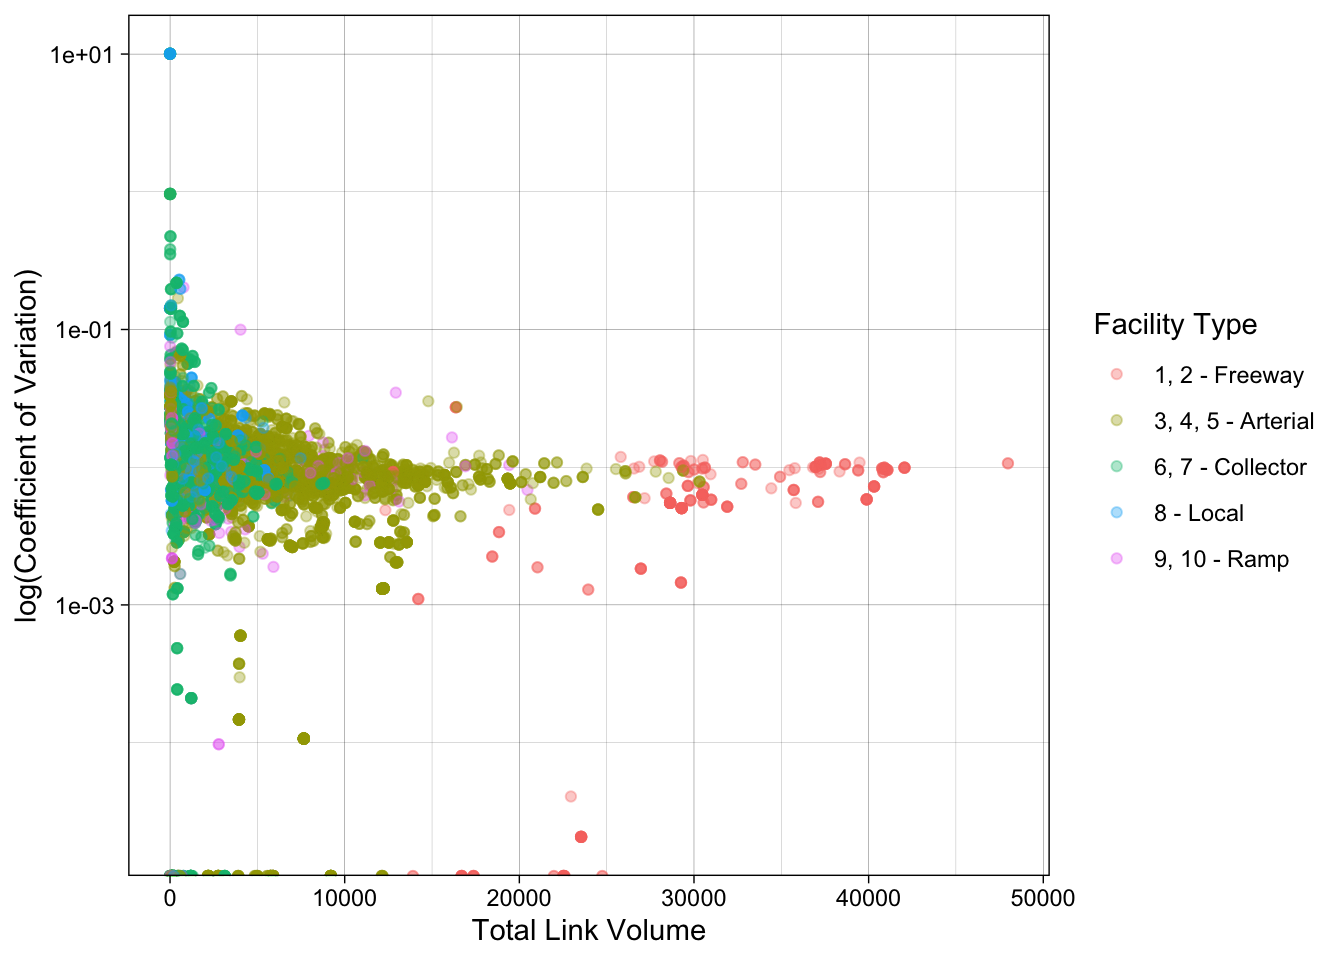 1e+01
1e-01
1e-03
log(Coefficient of Variation)
0
10000
20000
30000
40000
50000
Total Link Volume
Facility Type
1, 2 - Freeway
3, 4, 5 - Arterial
6, 7 - Collector
8 - Local
9, 10 - Ramp